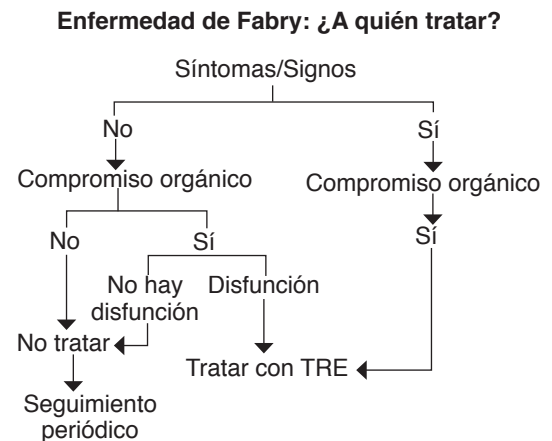 Enfermedad de Fabry: ¿A quién tratar?
Síntomas/Signos
No
Sí
Compromiso orgánico
Compromiso orgánico
No
Sí
Sí
No hay
disfunción
Disfunción
No tratar
Tratar con TRE
Seguimiento
periódico